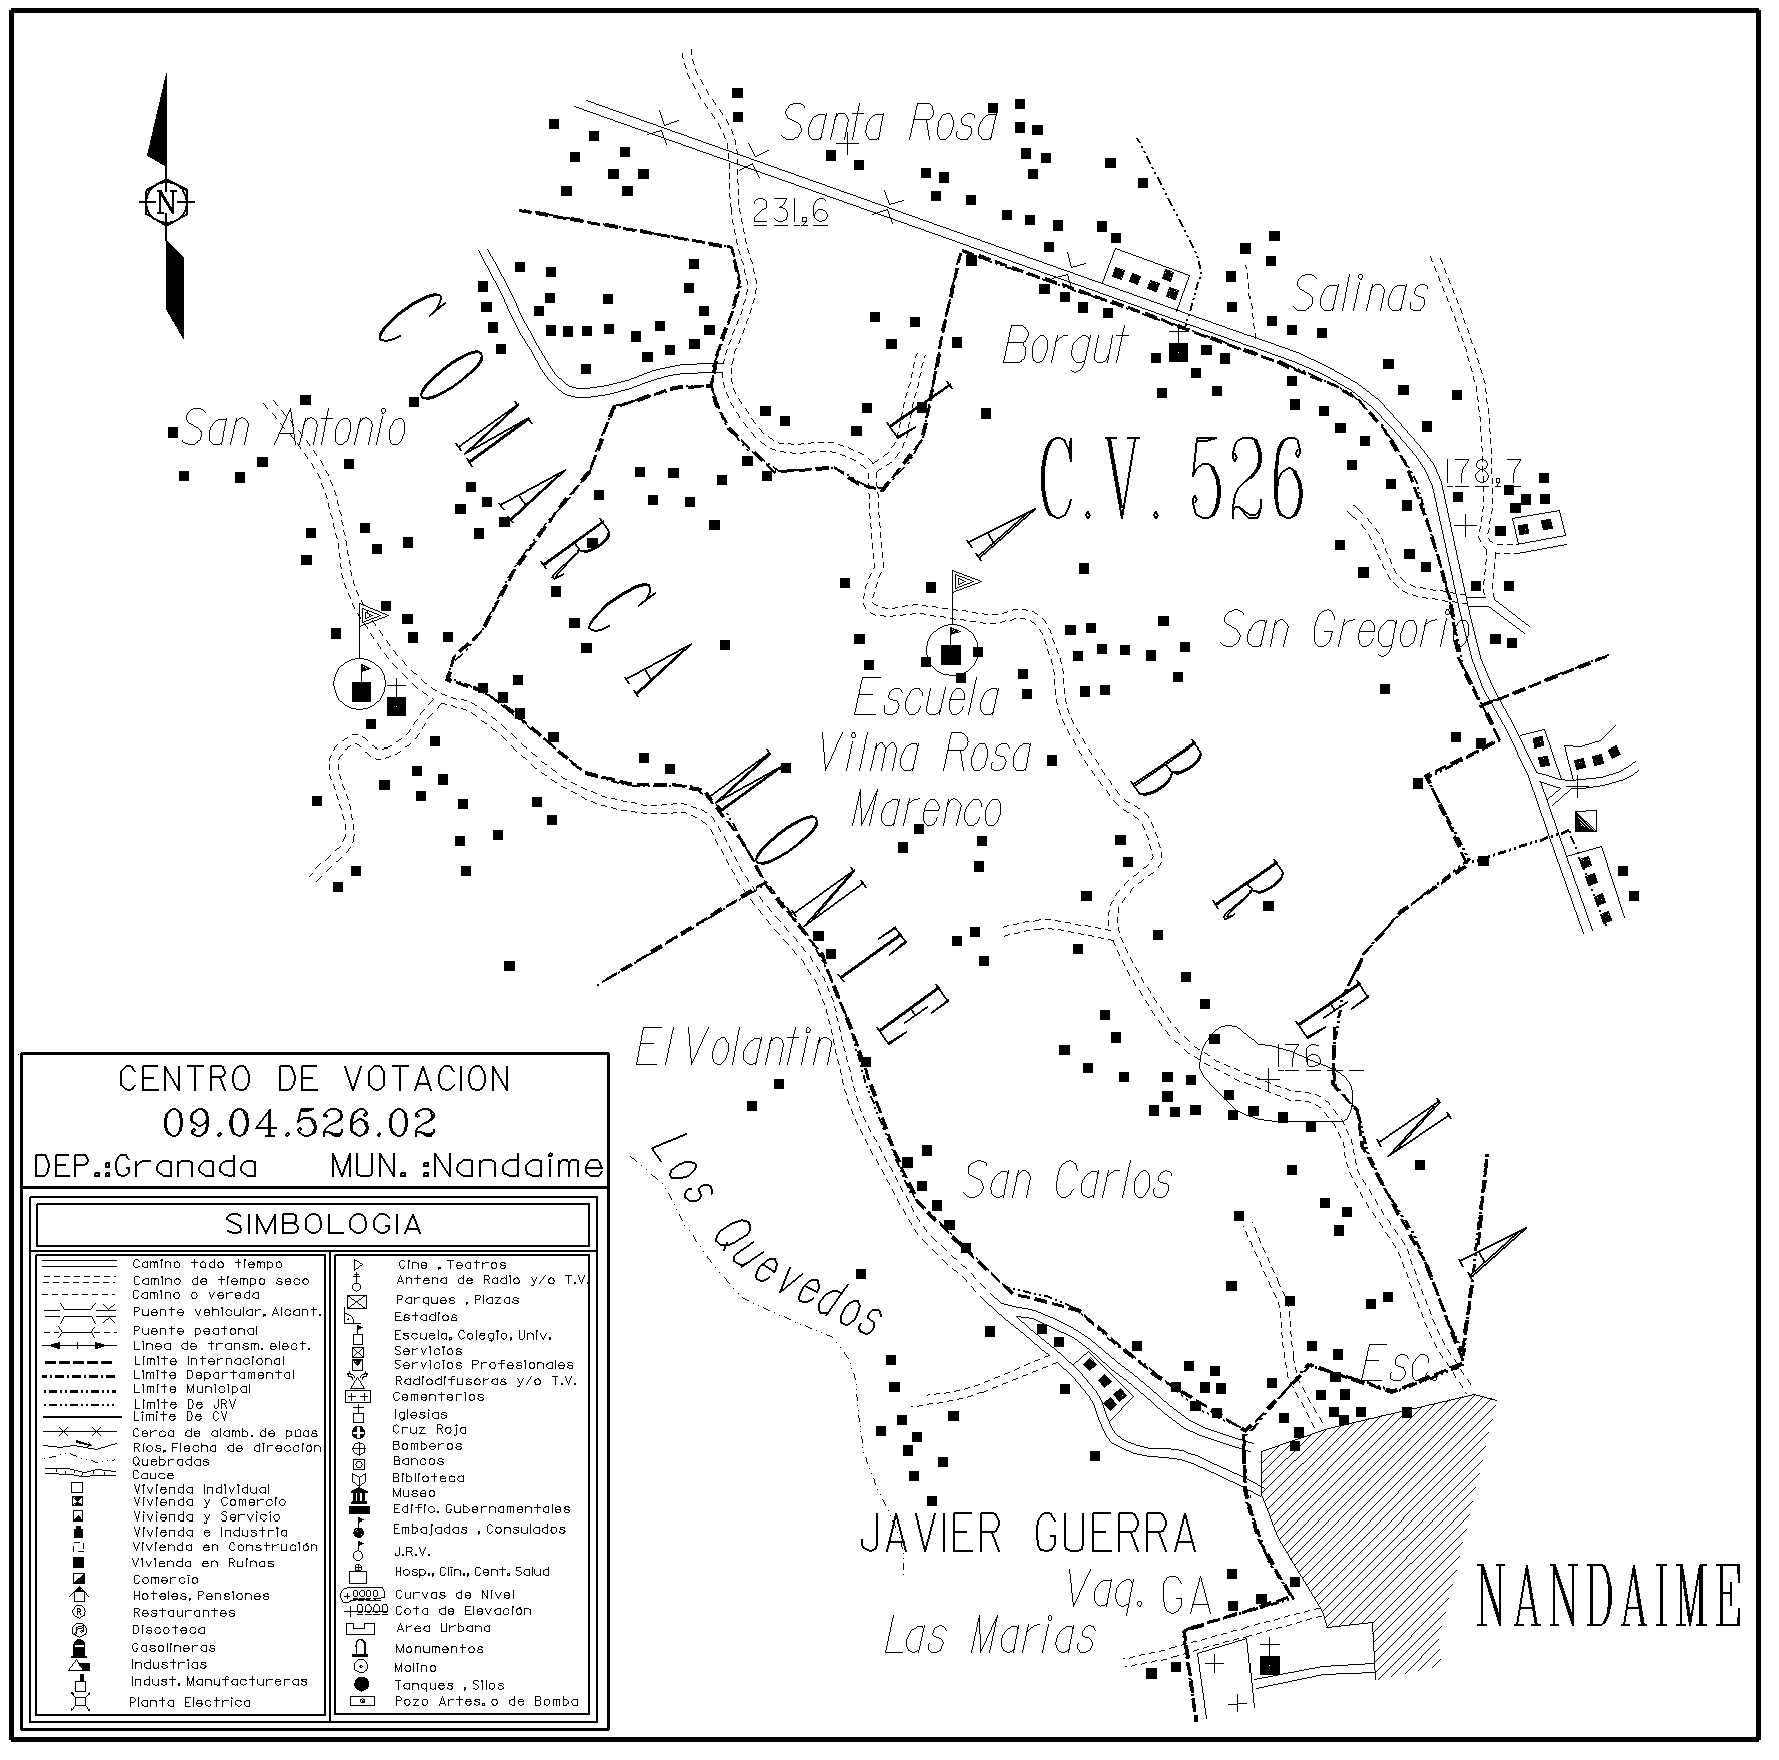 N
Santa Rosa
231.6
Salinas
Borgut
San Antonio
COMARCA
MONTE
LA
BREÑA
C.V. 526
178.7
San Gregorio
Escuela
Vilma Rosa
Marenco
El Volantin
176
San Carlos
Los Quevedos
Esc.
JAVIER GUERRA
Vaq. GA
Las Marias
NANDAIME
CENTRO DE VOTACION
09.04.526.02
DEP.:Granada MUN. :Nandaime
SIMBOLOGIA
Camino todo tiempo
Camino de tiempo seco
Camino o vereda
Puente vehicular, Alcant.
Puente peatonal
Linea de transm. elect.
Limite Internacional
Limite Departamental
Limite Municipal
Limite De JRV
Limite De CV
Cerca de alamb. de púas
Ríos, Flecha de dirección
Quebradas
Cauce
Vivienda Individual
Vivienda y Comercio
Vivienda y Servicio
Vivienda e Industria
Vivienda en Construción
Vivienda en Ruinas
Comercio
Hoteles, Pensiones
R Restaurantes
Discoteca
Gasolineras
Industrias
Indust. Manufactureras
Planta Electrica
Cine , Teatros
Antena de Radio y/o T.V.
Parques , Plazas
Estadios
Escuela, Colegio, Univ.
Servicios
Servicios Profesionales
Radiodifusoras y/o T.V.
Cementerios
Iglesias
Cruz Roja
Bomberos
Bancos
Biblioteca
Museo
Edific. Gubernamentales
Embajadas , Consulados
J.R.V.
Hosp., Clin., Cent. Salud
0000 Curvas de Nivel
0000 Cota de Elevación
Area Urbana
Monumentos
Molino
Tanques , Silos
Pozo Artes. o de Bomba